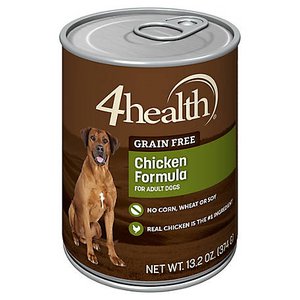 4health®
GRAIN FREE
Chicken
Formula
FOR ADULT DOGS
NO CORN, WHEAT OR SOY
REAL CHICKEN IS THE #1 INGREDIENT
NET WT. 13.2 OZ. (374 G)